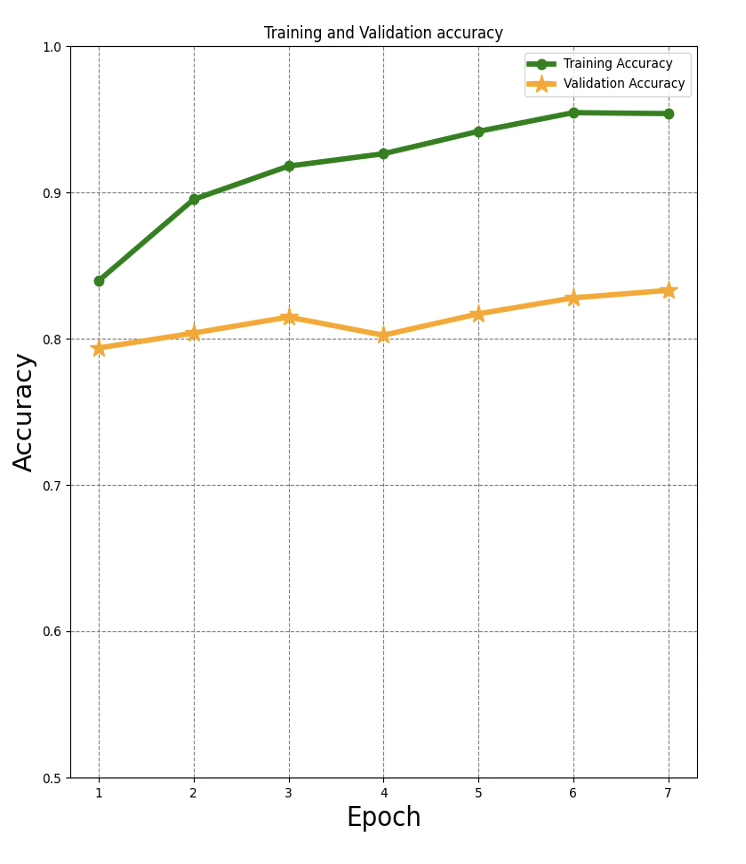 Training and Validation accuracy
1.0
Training Accuracy
Validation Accuracy
0.9
0.8
Accuracy
0.7
0.6
0.5
1 2 3 4 5 6 7
Epoch